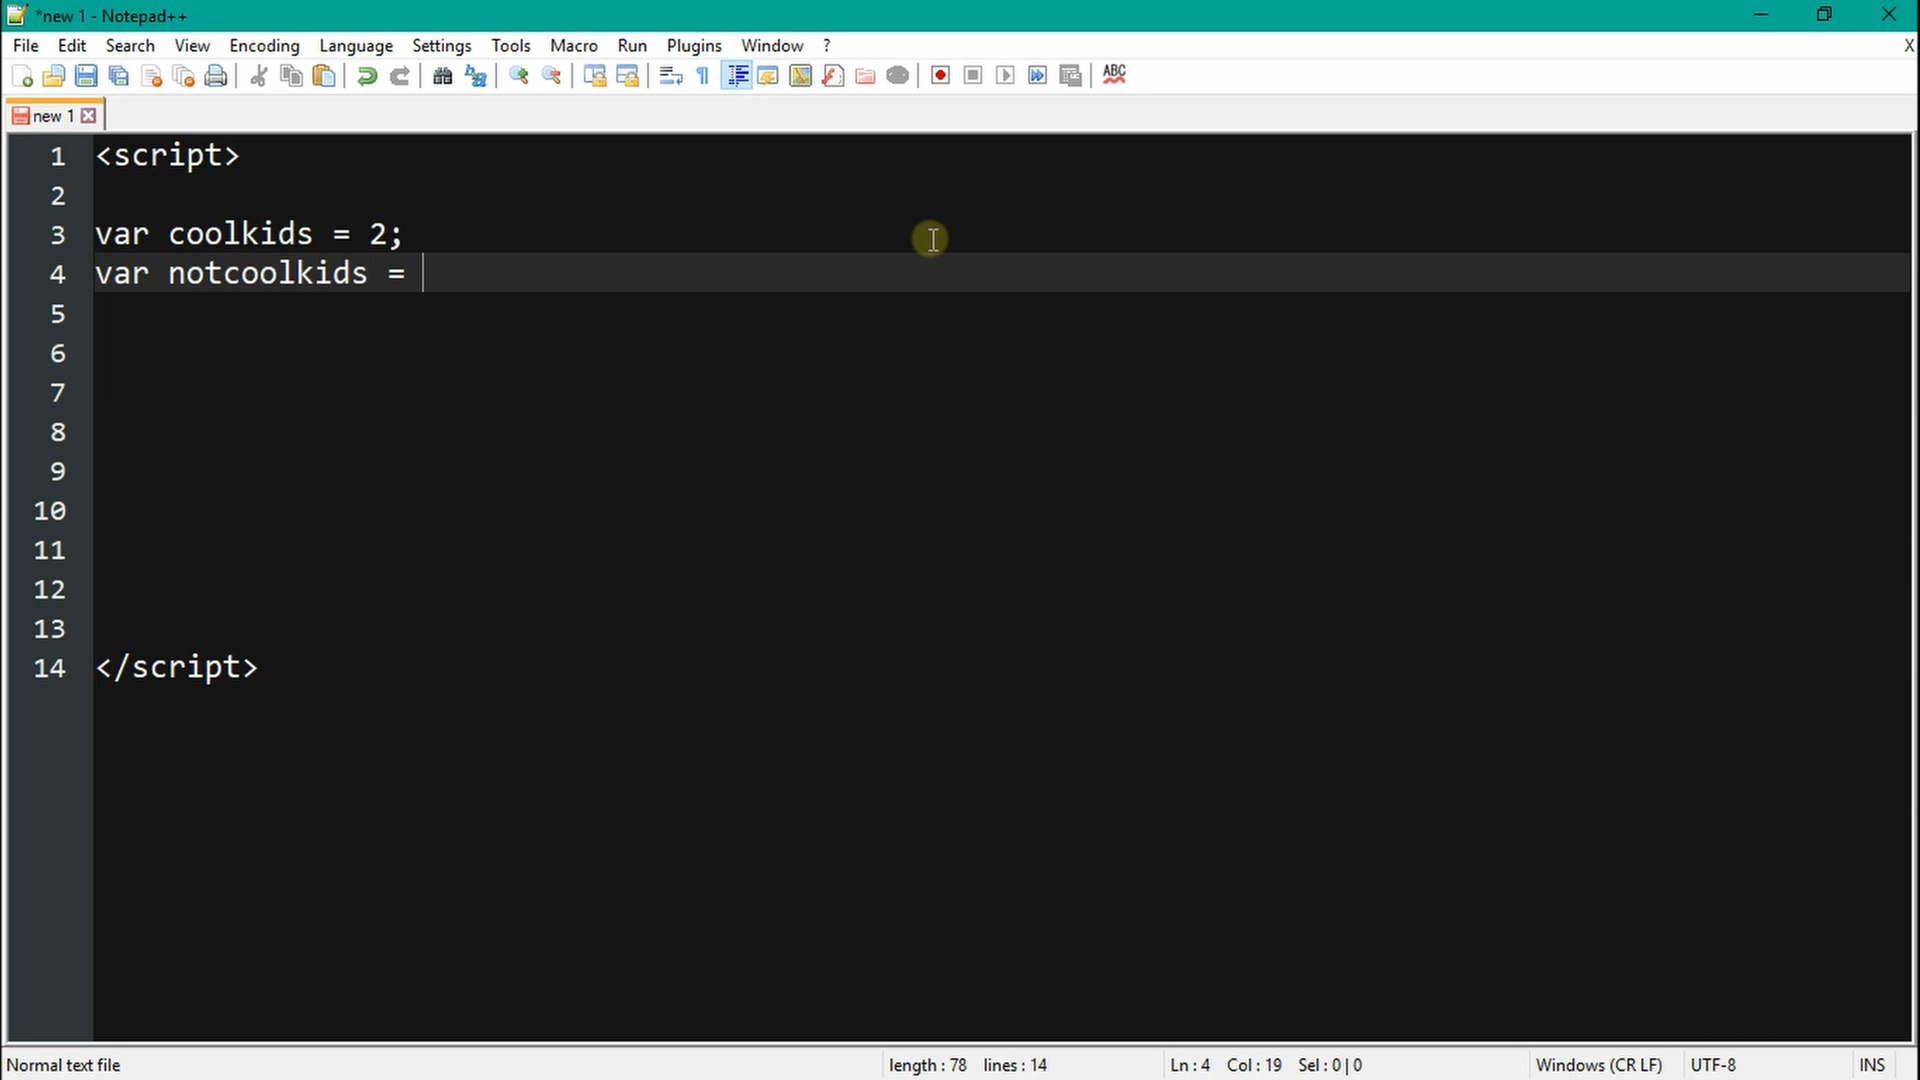 *new 1 - Notepad++
File Edit Search View Encoding Language Settings Tools Macro Run Plugins Window ? X
ABC
new 1
1 <script>
2
3 var coolkids = 2;
4 var notcoolkids =
5
6
7
8
9
10
11
12
13
14 </script>
Normal text file length : 78 lines : 14 Ln : 4 Col : 19 Sel : 0 | 0 Windows (CR LF) UTF-8 INS